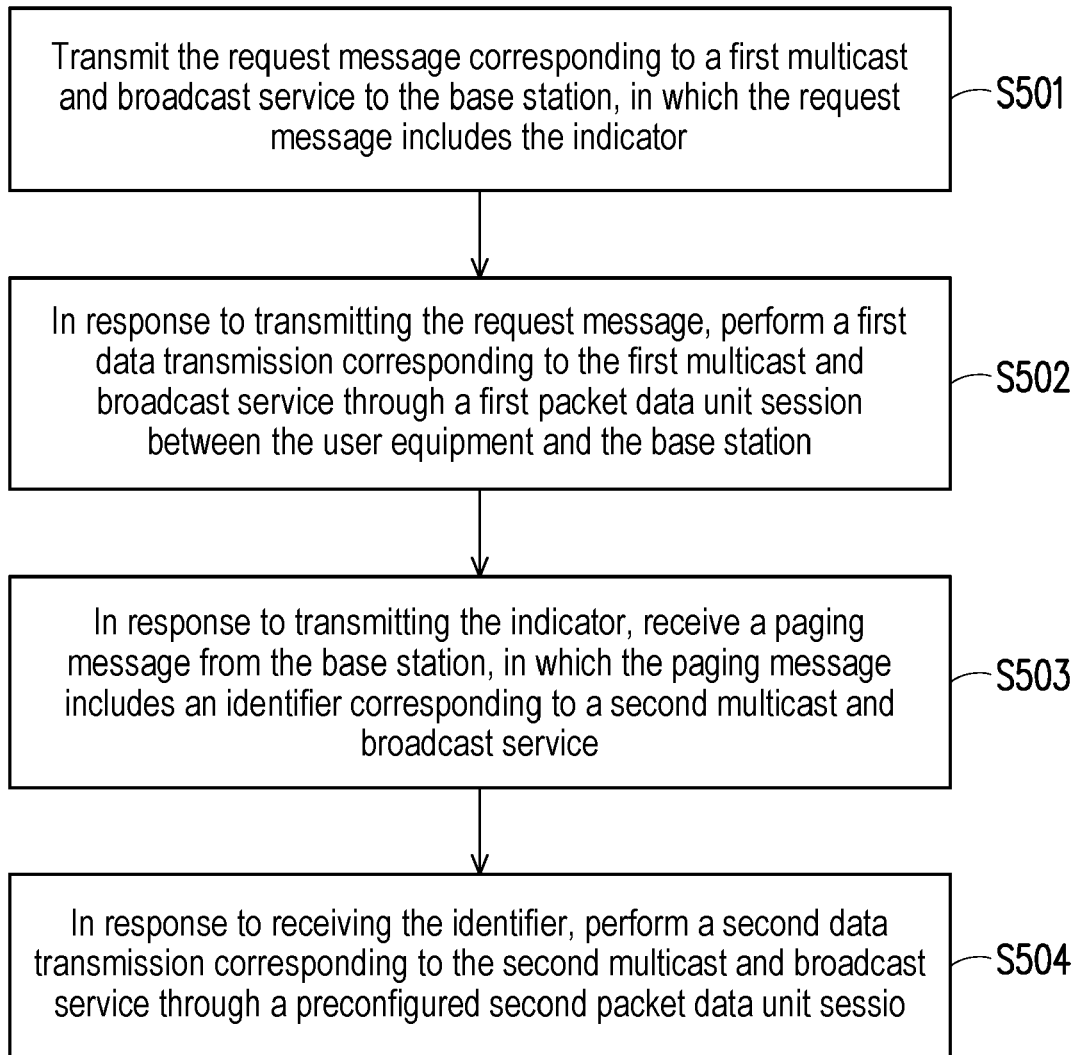 Transmit the request message corresponding to a first multicast
and broadcast service to the base station, in which the request
message includes the indicator
S501
In response to transmitting the request message, perform a first
data transmission corresponding to the first multicast and
broadcast service through a first packet data unit session
between the user equipment and the base station
S502
In response to transmitting the indicator, receive a paging
message from the base station, in which the paging message
includes an identifier corresponding to a second multicast and
broadcast service
S503
In response to receiving the identifier, perform a second data
transmission corresponding to the second multicast and broadcast
service through a preconfigured second packet data unit sessio
S504